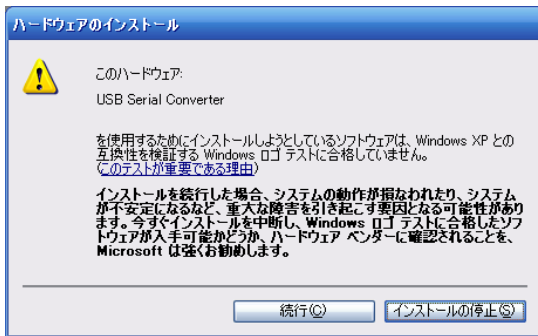 ハードウェアのインストール
このハードウェア:
USB Serial Converter
を使用するためにインストールしようとしているソフトウェアは、Windows XP との
互換性を検証する Windows ロゴ テストに合格していません。
(このテストが重要である理由)
インストールを続行した場合、システムの動作が損なわれたり、システム
が不安定になるなど、重大な障害を引き起こす要因となる可能性があり
ます。今すぐインストールを中断し、Windows ロゴ テストに合格したソフ
トウェアが入手可能かどうか、ハードウェア ベンダーに確認されることを、
Microsoft は強くお勧めします。
続行(C)
インストールの停止(S)